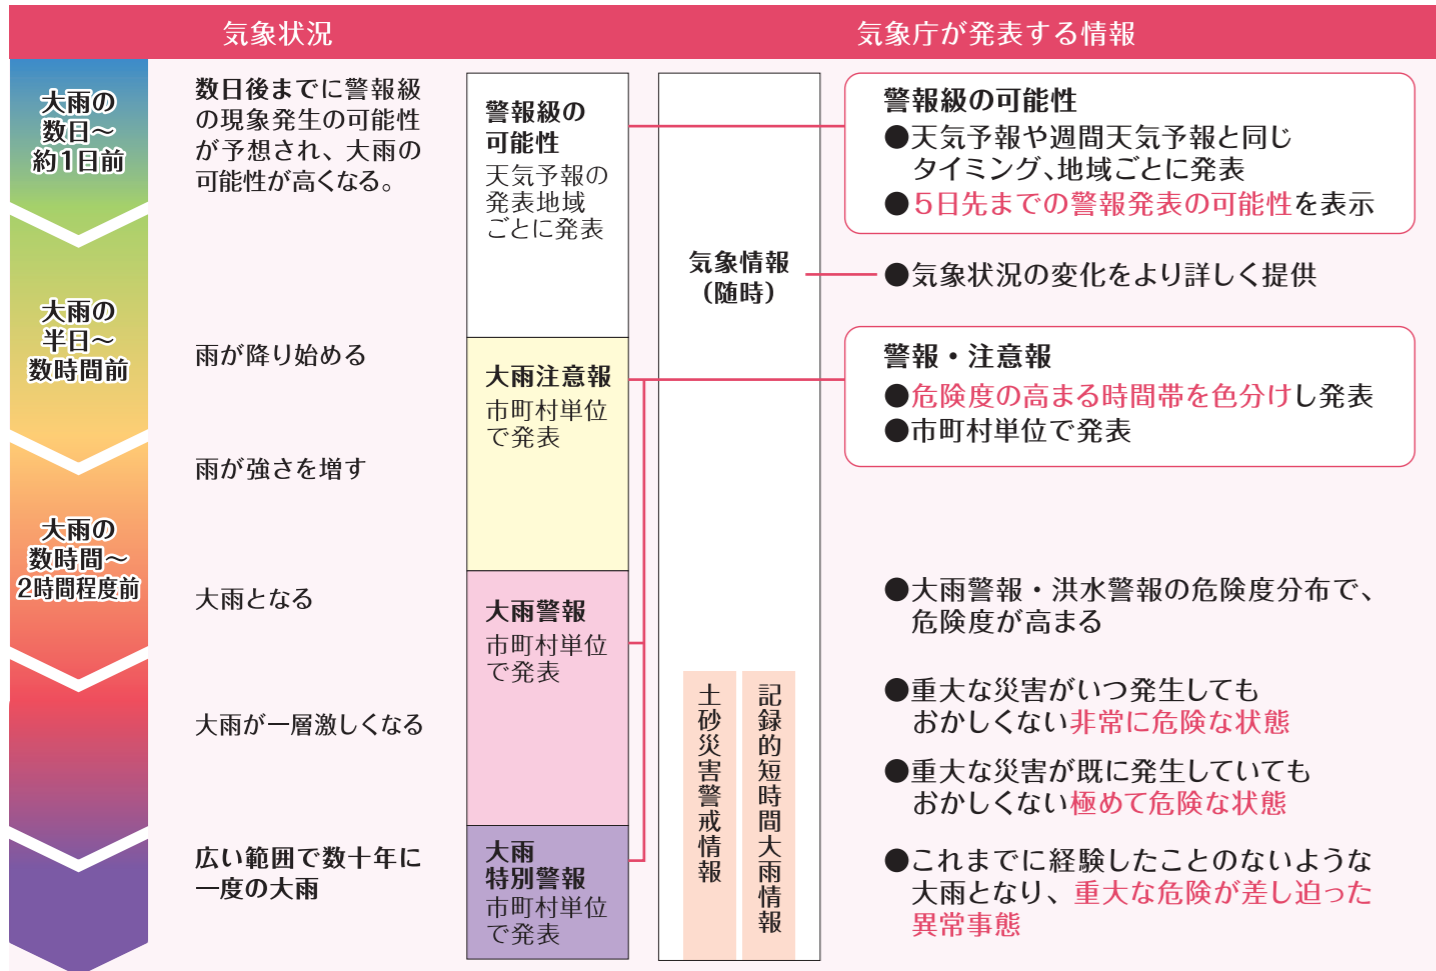 気象状況
気象庁が発表する情報
大雨の
数日～
約1日前
大雨の
半日～
数時間前
大雨の
数時間～
2時間程度前
数日後までに警報級
の現象発生の可能性
が予想され、大雨の
可能性が高くなる。
雨が降り始める
雨が強さを増す
大雨となる
大雨が一層激しくなる
広い範囲で数十年に
一度の大雨
警報級の
可能性
天気予報の
発表地域
ごとに発表
大雨注意報
市町村単位
で発表
大雨警報
市町村単位
で発表
大雨
特別警報
市町村単位
で発表
気象情報
（随時）
土砂災害警戒情報
記録的短時間大雨情報
警報級の可能性
●天気予報や週間天気予報と同じ
タイミング、地域ごとに発表
●5日先までの警報発表の可能性を表示
●気象状況の変化をより詳しく提供
警報・注意報
●危険度の高まる時間帯を色分けし発表
●市町村単位で発表
●大雨警報・洪水警報の危険度分布で、
危険度が高まる
●重大な災害がいつ発生しても
おかしくない非常に危険な状態
●重大な災害が既に発生していても
おかしくない極めて危険な状態
●これまでに経験したことのないような
大雨となり、重大な危険が差し迫った
異常事態